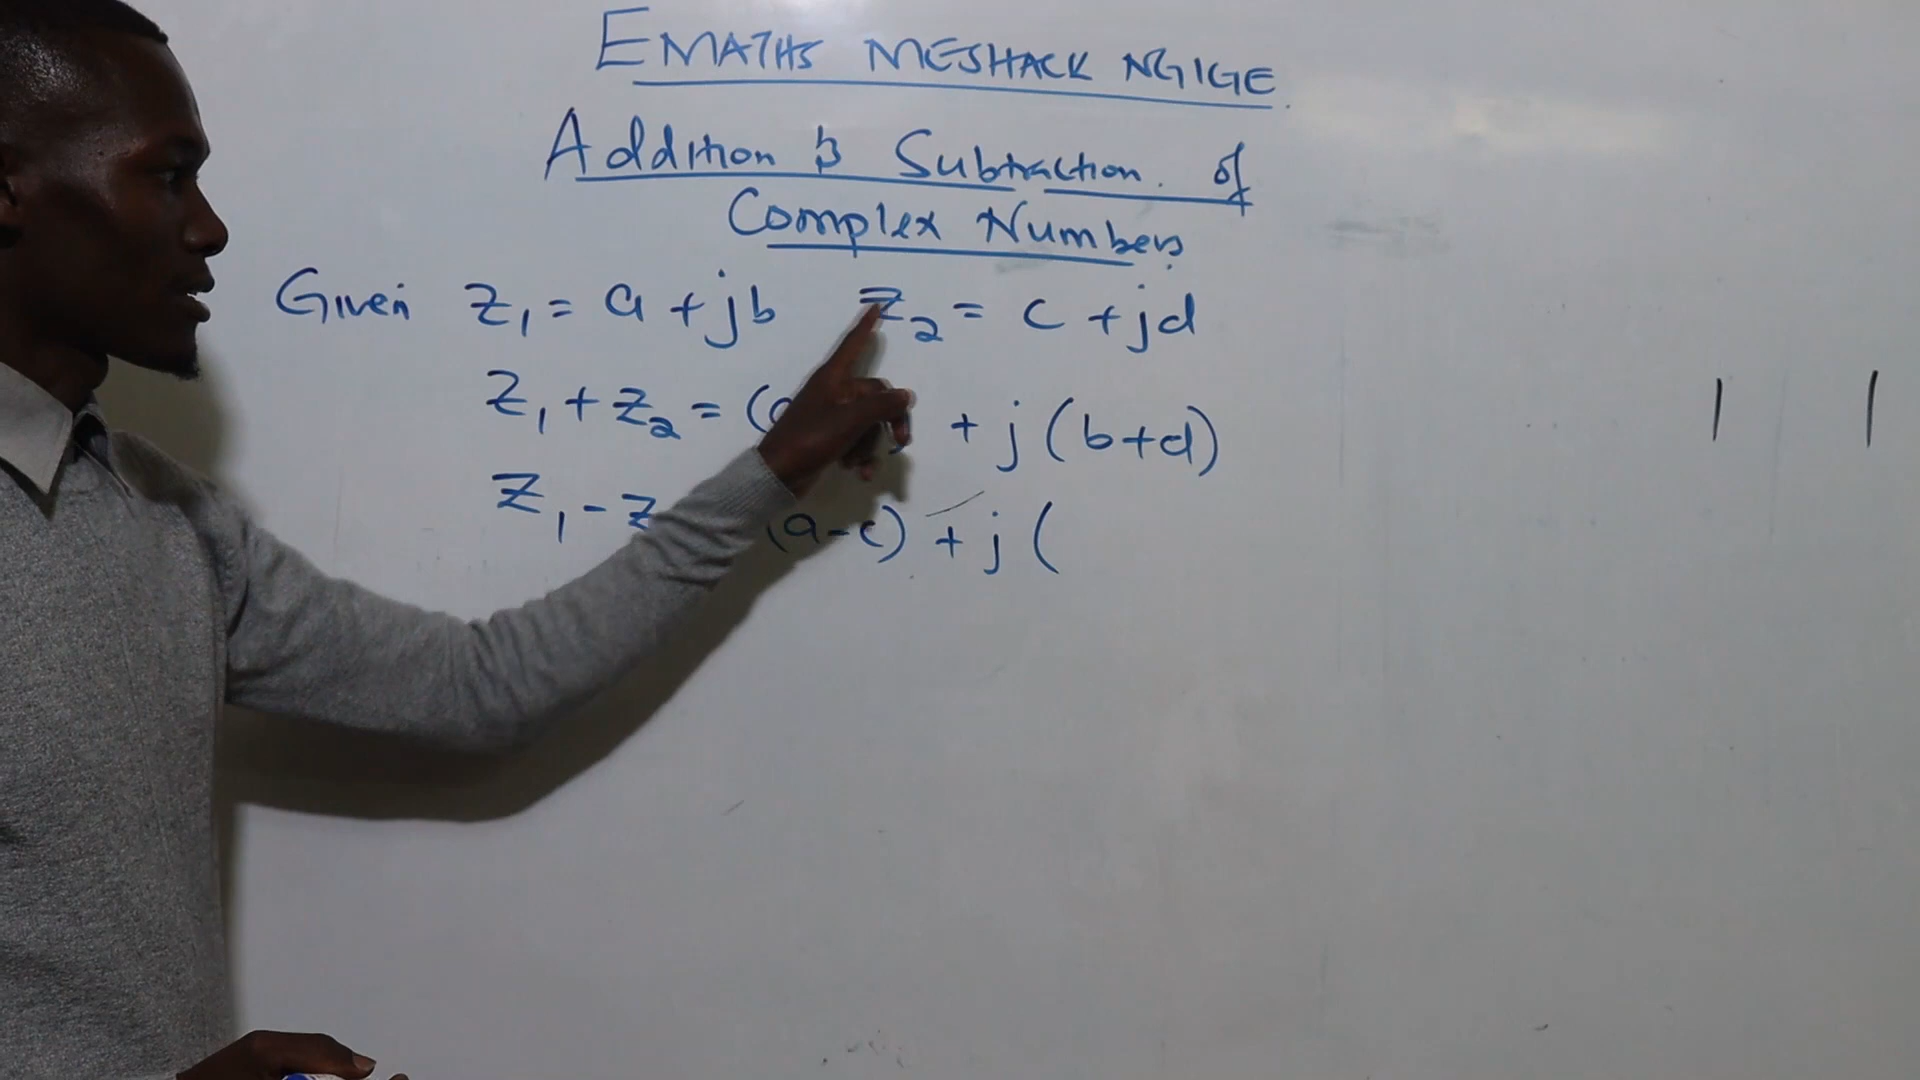 EMATHS MESHACK NGIGE
Addition & Subtraction of
Complex Numbers
Given z₁ = a + jb z₂ = c + jd
z₁ + z₂ = ( + j (b+d)
z₁ - z (a-c) + j (